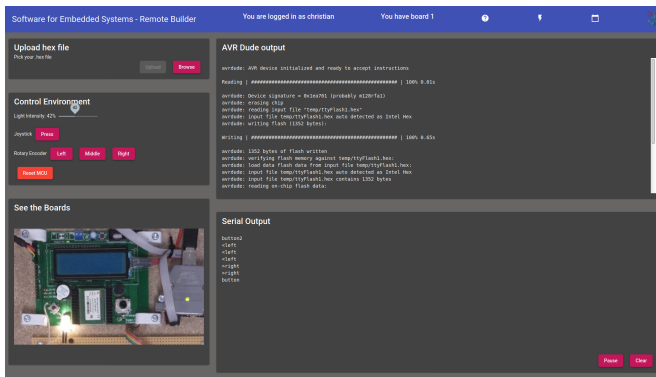 Software for Embedded Systems - Remote Builder
You are logged in as christian
You have board 1
Upload hex file
Pick your .hex file
Upload
Browse
Control Environment
Light Intensity: 42%
Joystick
Press
Rotary Encoder
Left
Middle
Right
Reset MCU
See the Boards
AVR Dude output
avrdude: AVR device initialized and ready to accept instructions
Reading | ################################################## | 100% 0.01s
avrdude: Device signature = 0x1ea701 (probably m128rfa1)
avrdude: erasing chip
avrdude: reading input file "temp/ttyFlash1.hex"
avrdude: input file temp/ttyFlash1.hex auto detected as Intel Hex
avrdude: writing flash (1352 bytes):
Writing | ################################################## | 100% 0.65s
avrdude: 1352 bytes of flash written
avrdude: verifying flash memory against temp/ttyFlash1.hex:
avrdude: load data flash data from input file temp/ttyFlash1.hex:
avrdude: input file temp/ttyFlash1.hex auto detected as Intel Hex
avrdude: input file temp/ttyFlash1.hex contains 1352 bytes
avrdude: reading on-chip flash data:
Serial Output
button2
<left
<left
<left
>right
>right
button
Pause
Clear